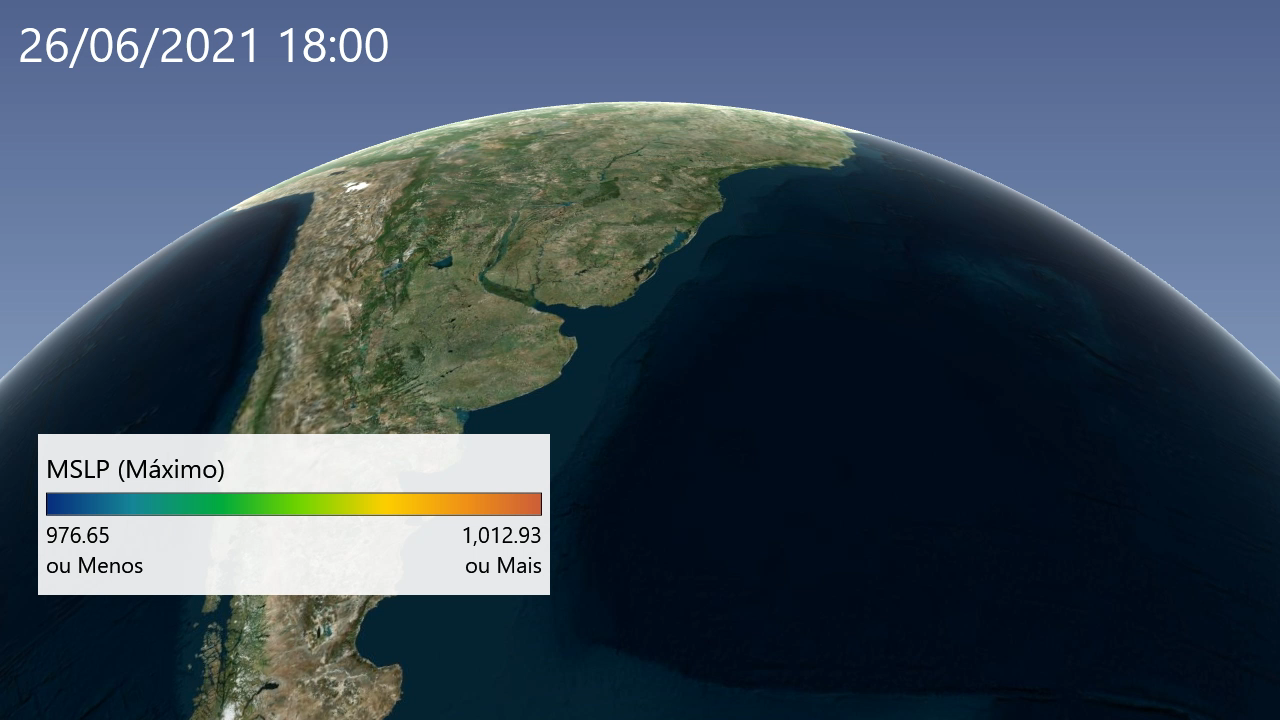 26/06/2021 18:00
MSLP (Máximo)
976.65 1,012.93
ou Menos ou Mais